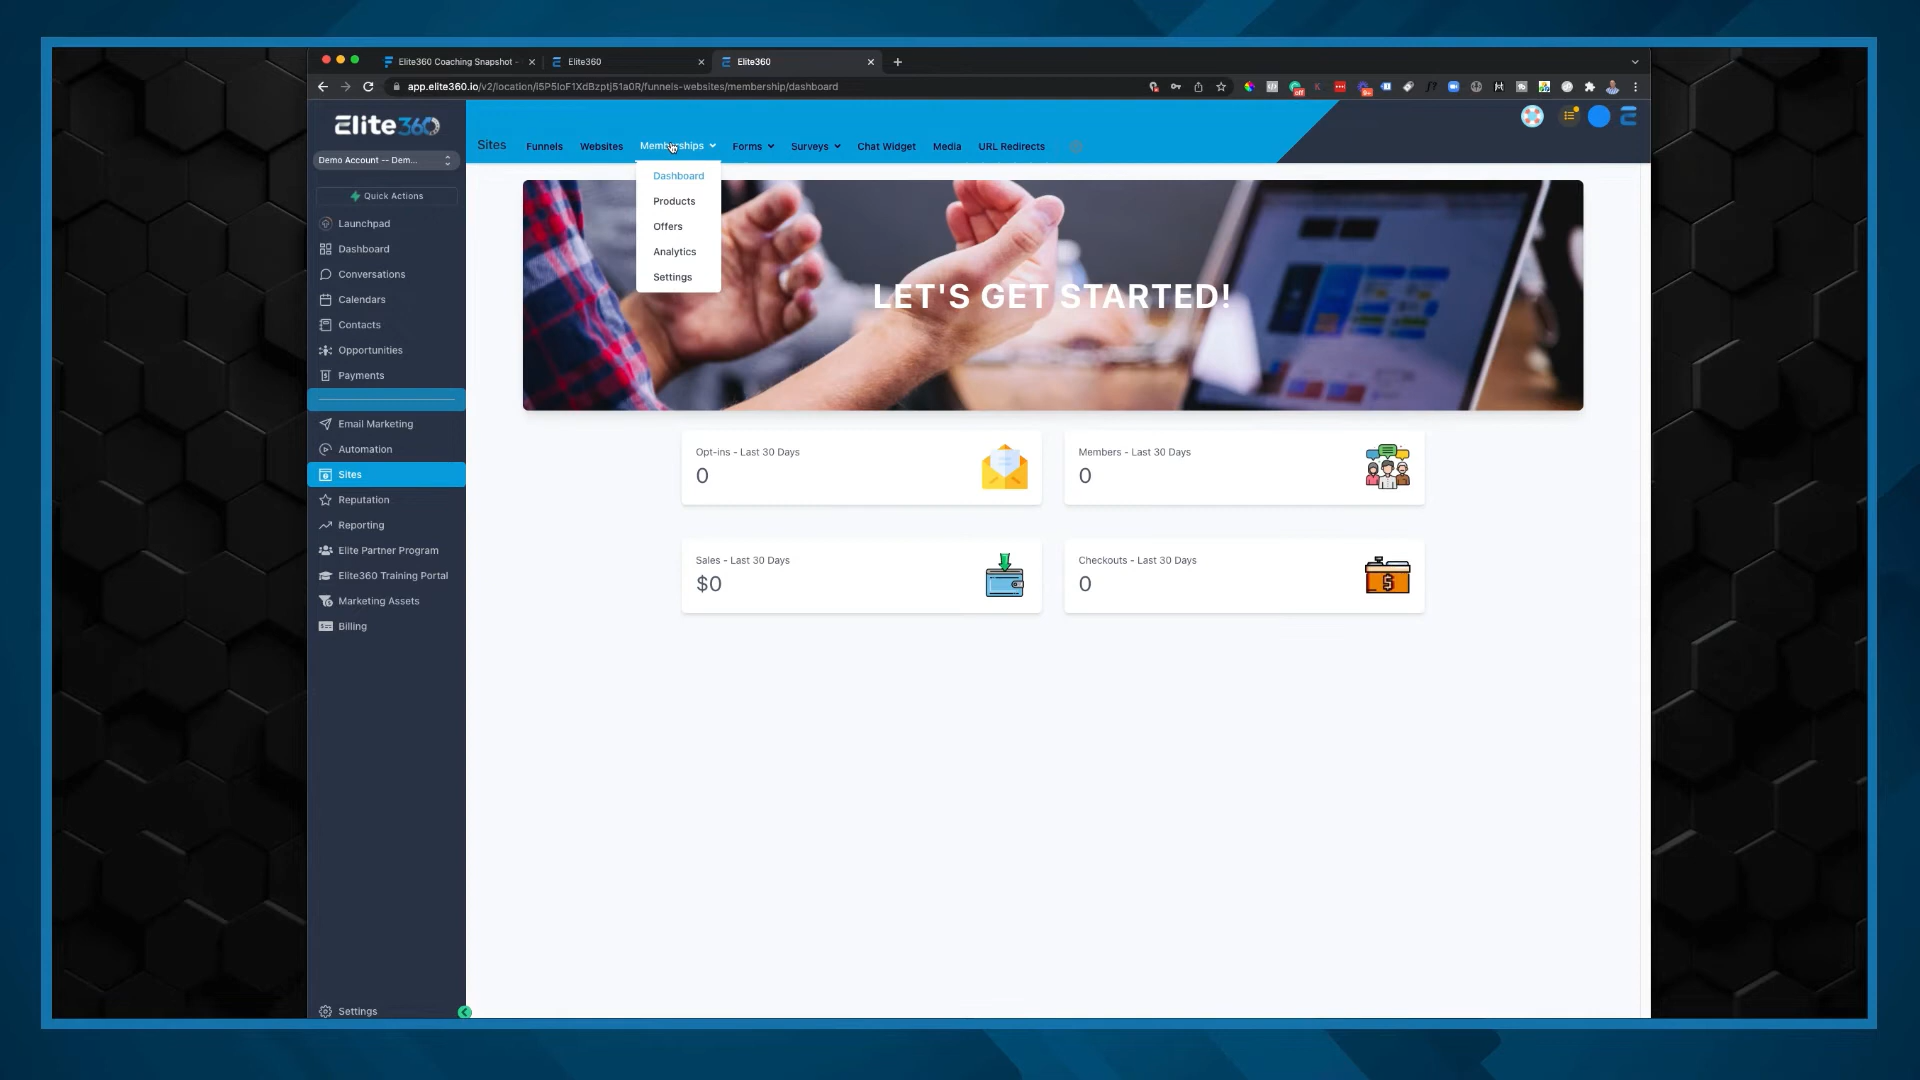 Elite360 Coaching Snapshot -
Elite360
Elite360
app.elite360.io/v2/location/i5P5IoF1XdBzptj51a0R/funnels-websites/membership/dashboard
Elite360
Demo Account -- Dem...
Quick Actions
Launchpad
Dashboard
Conversations
Calendars
Contacts
Opportunities
Payments
Email Marketing
Automation
Sites
Reputation
Reporting
Elite Partner Program
Elite360 Training Portal
Marketing Assets
Billing
Settings
Sites
Funnels
Websites
Memberships
Forms
Surveys
Chat Widget
Media
URL Redirects
Dashboard
Products
Offers
Analytics
Settings
LET'S GET STARTED!
Opt-ins - Last 30 Days
0
Members - Last 30 Days
0
Sales - Last 30 Days
$0
Checkouts - Last 30 Days
0